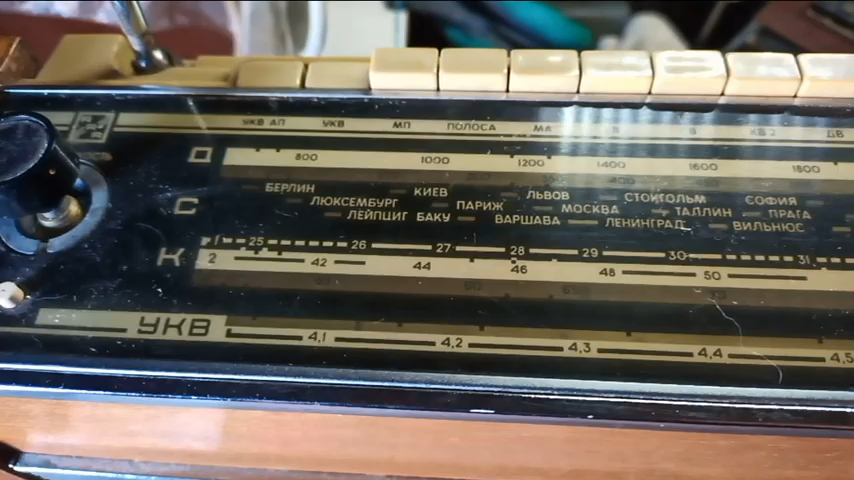 УКВ АП УКВ МП ПОЛОСА МА КВ2 ДВ
Д 800 1000 1200 1400 1600 1800
БЕРЛИН КИЕВ ЛЬВОВ СТОКГОЛЬМ СОФИЯ
С ЛЮКСЕМБУРГ ПАРИЖ МОСКВА ТАЛЛИН ПРАГА
ЛЕЙПЦИГ БАКУ ВАРШАВА ЛЕНИНГРАД ВИЛЬНЮС
25 26 27 28 29 30 31
К 2 42 44 46 48 50
УКВ 4,1 4,2 4,3 4,4 4,5